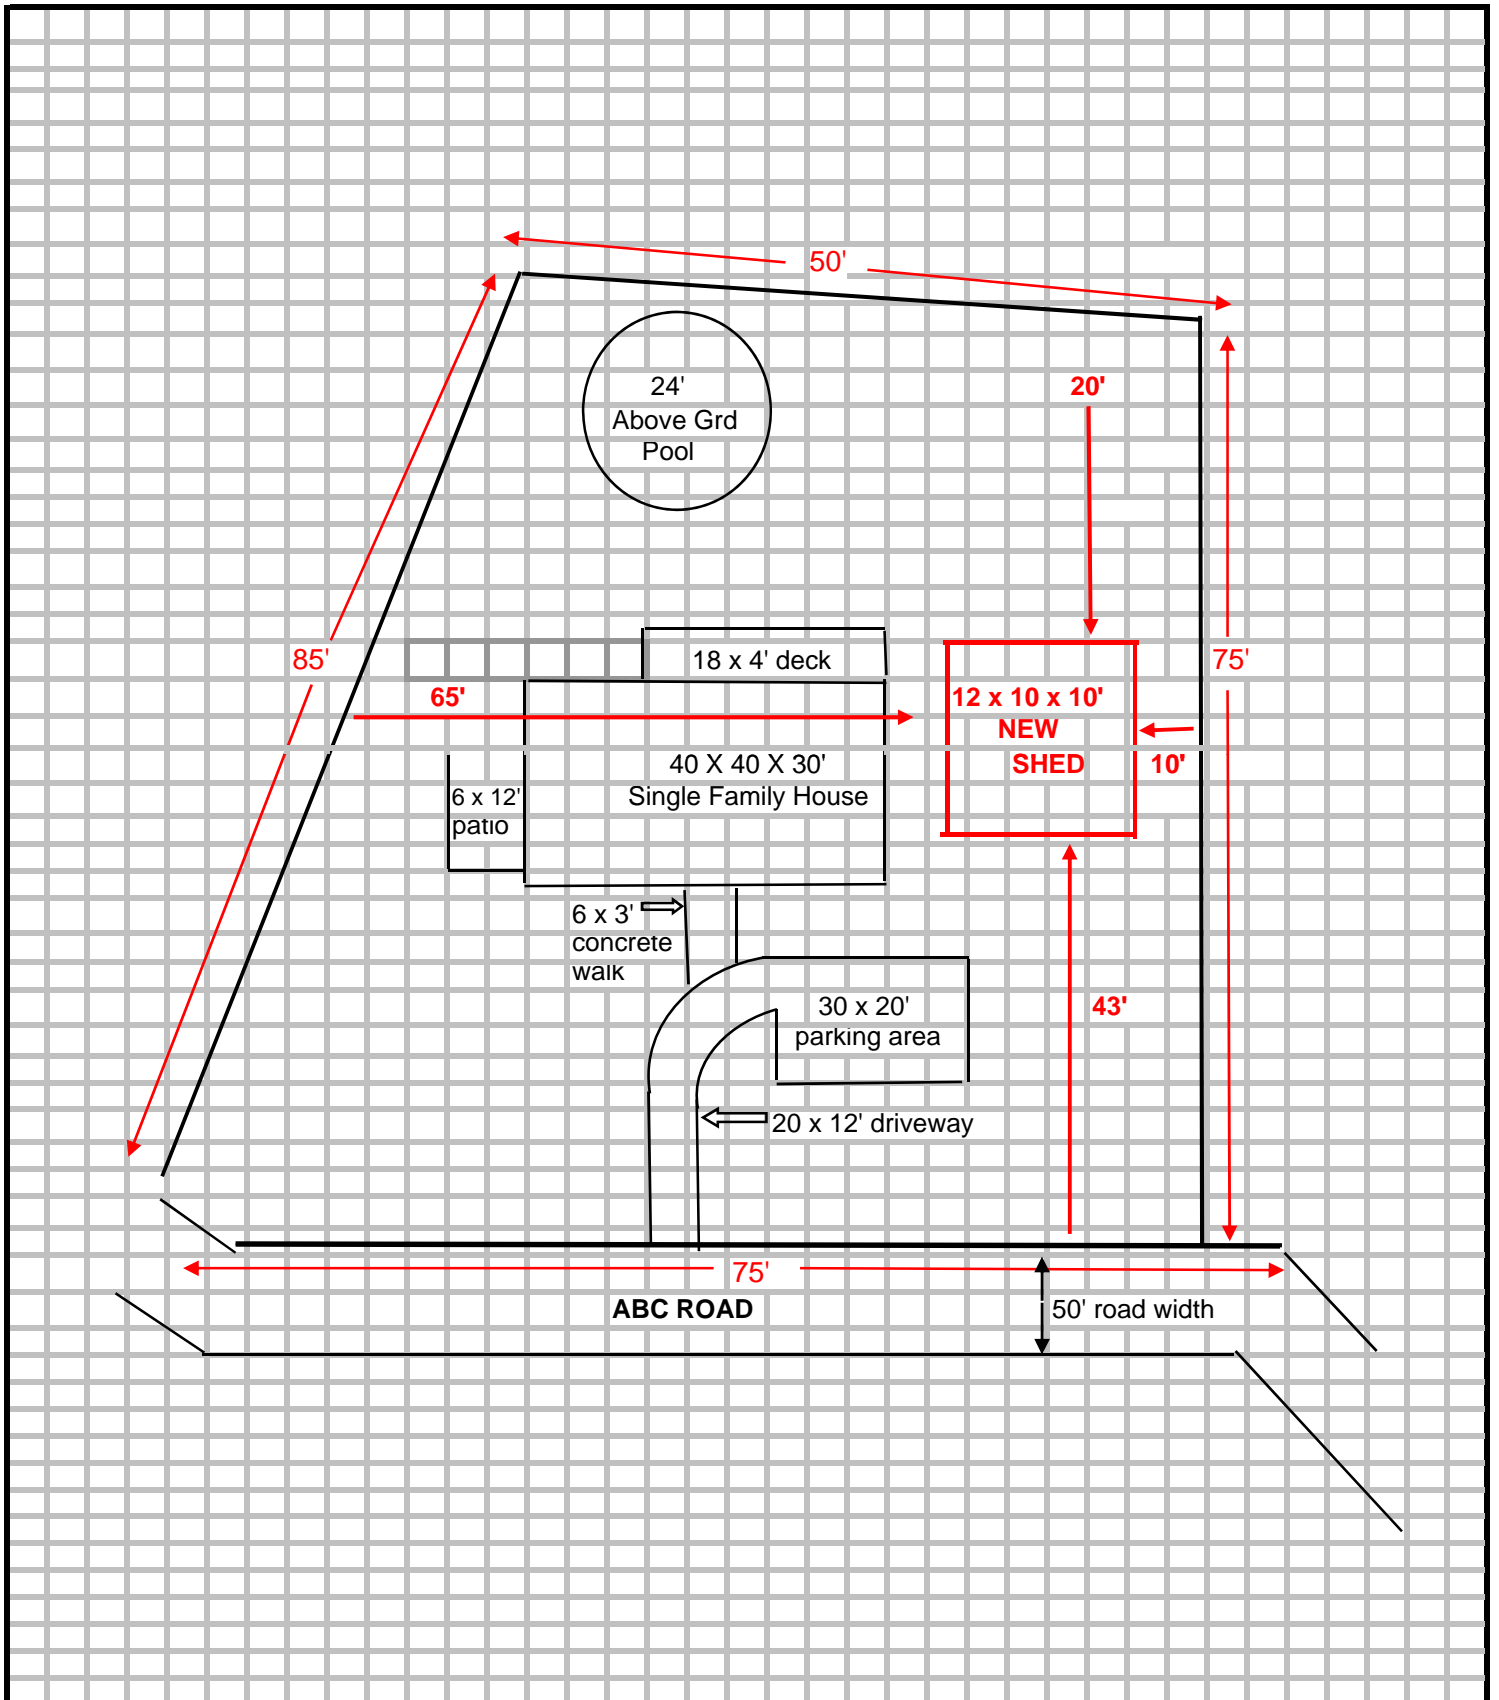 50'
24'
Above Grd
Pool
20'
85'
18 x 4' deck
75'
65'
12 x 10 x 10'
NEW
SHED
10'
40 X 40 X 30'
Single Family House
6 x 12'
patio
6 x 3'
concrete
walk
30 x 20'
parking area
43'
20 x 12' driveway
75'
ABC ROAD
50' road width